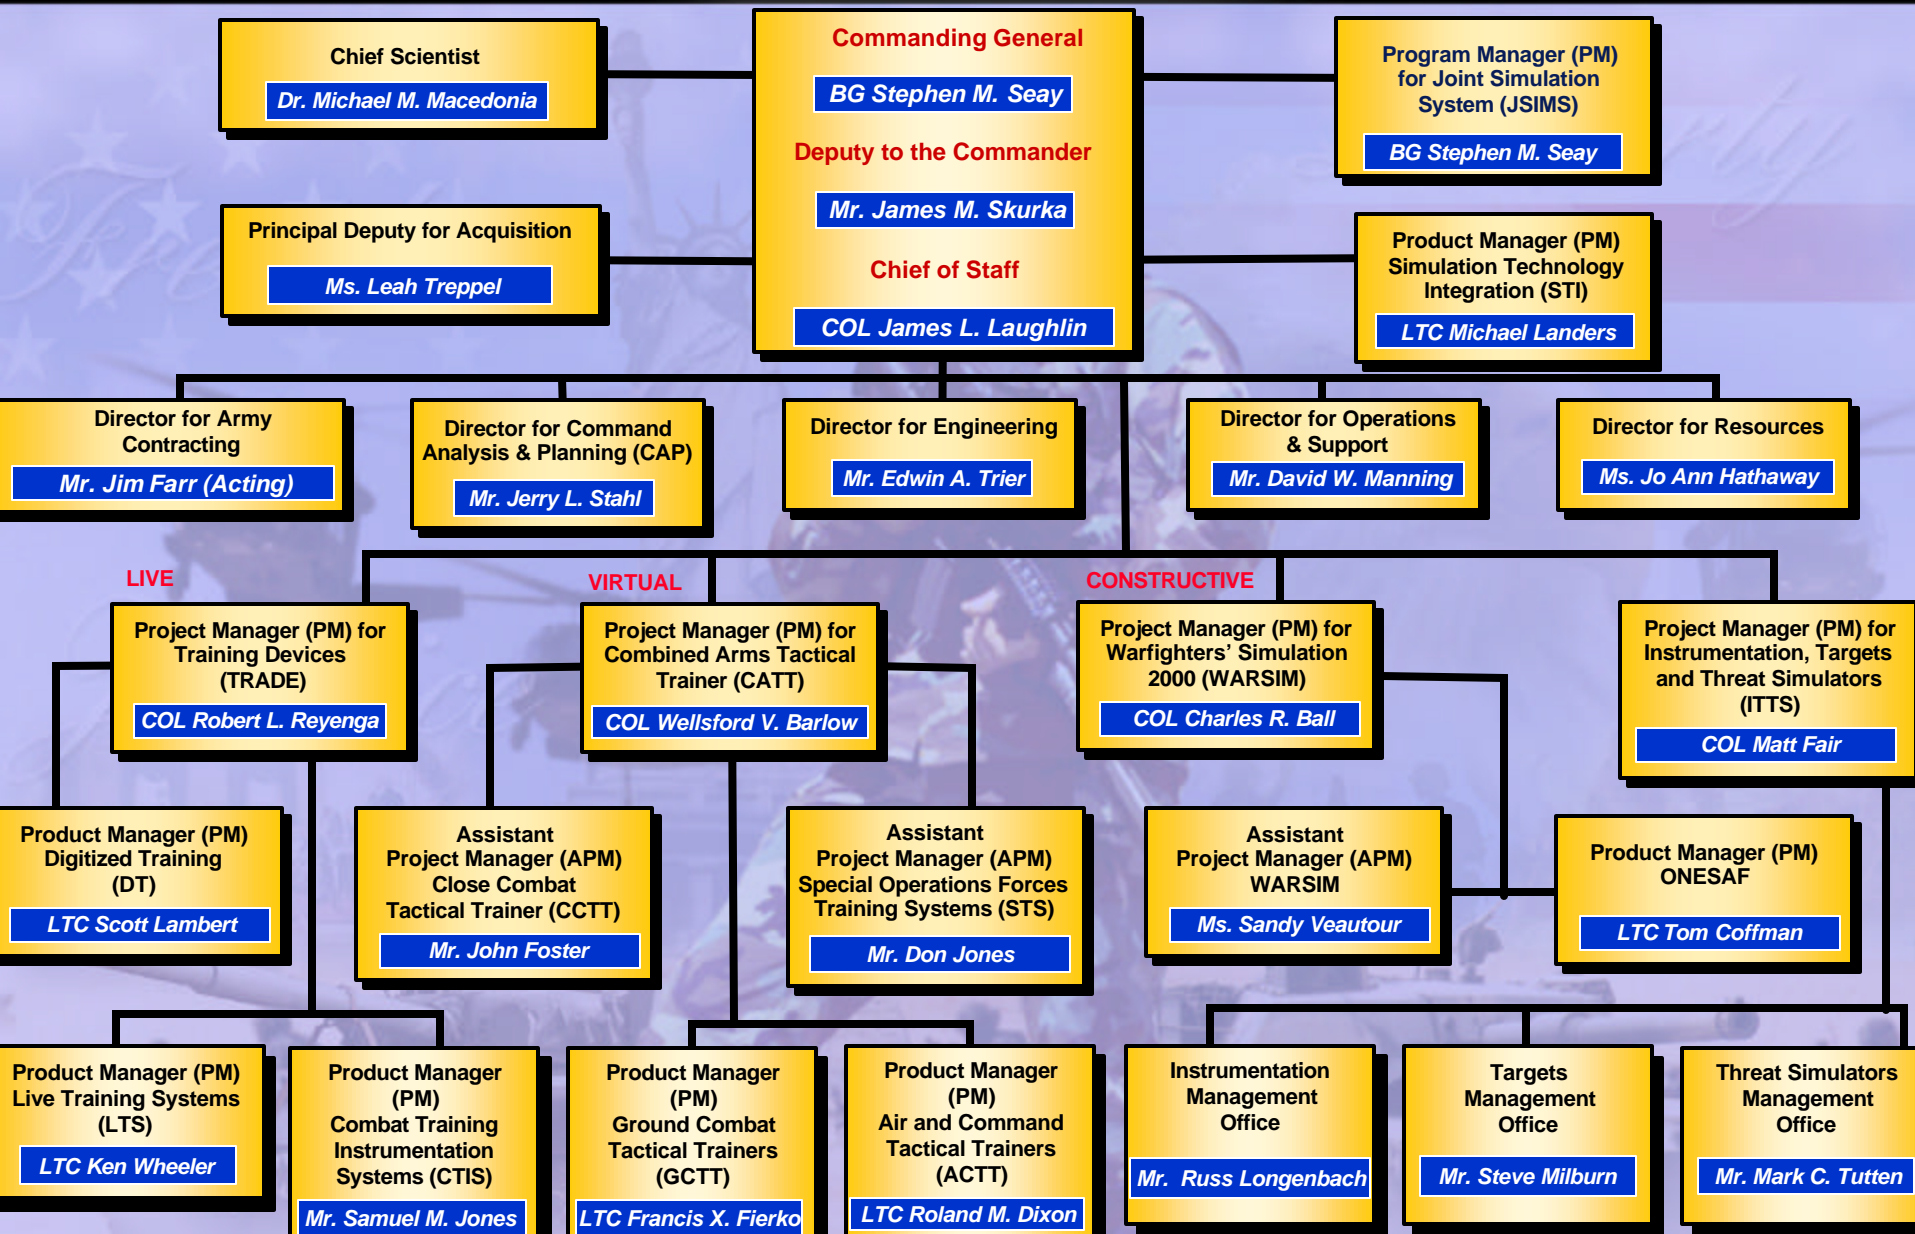 Chief Scientist
Dr. Michael M. Macedonia
Commanding General
BG Stephen M. Seay
Deputy to the Commander
Mr. James M. Skurka
Chief of Staff
COL James L. Laughlin
Program Manager (PM)
for Joint Simulation
System (JSIMS)
BG Stephen M. Seay
Principal Deputy for Acquisition
Ms. Leah Treppel
Product Manager (PM)
Simulation Technology
Integration (STI)
LTC Michael Landers
Director for Army
Contracting
Mr. Jim Farr (Acting)
Director for Command
Analysis & Planning (CAP)
Mr. Jerry L. Stahl
Director for Engineering
Mr. Edwin A. Trier
Director for Operations
& Support
Mr. David W. Manning
Director for Resources
Ms. Jo Ann Hathaway
LIVE
Project Manager (PM) for
Training Devices
(TRADE)
COL Robert L. Reyenga
VIRTUAL
Project Manager (PM) for
Combined Arms Tactical
Trainer (CATT)
COL Wellsford V. Barlow
CONSTRUCTIVE
Project Manager (PM) for
Warfighters’ Simulation
2000 (WARSIM)
COL Charles R. Ball
Project Manager (PM) for
Instrumentation, Targets
and Threat Simulators
(ITTS)
COL Matt Fair
Product Manager (PM)
Digitized Training
(DT)
LTC Scott Lambert
Assistant
Project Manager (APM)
Close Combat
Tactical Trainer (CCTT)
Mr. John Foster
Assistant
Project Manager (APM)
Special Operations Forces
Training Systems (STS)
Mr. Don Jones
Assistant
Project Manager (APM)
WARSIM
Ms. Sandy Veautour
Product Manager (PM)
ONESAF
LTC Tom Coffman
Product Manager (PM)
Live Training Systems
(LTS)
LTC Ken Wheeler
Product Manager
(PM)
Combat Training
Instrumentation
Systems (CTIS)
Mr. Samuel M. Jones
Product Manager
(PM)
Ground Combat
Tactical Trainers
(GCTT)
LTC Francis X. Fierko
Product Manager
(PM)
Air and Command
Tactical Trainers
(ACTT)
LTC Roland M. Dixon
Instrumentation
Management
Office
Mr. Russ Longenbach
Targets
Management
Office
Mr. Steve Milburn
Threat Simulators
Management
Office
Mr. Mark C. Tutten